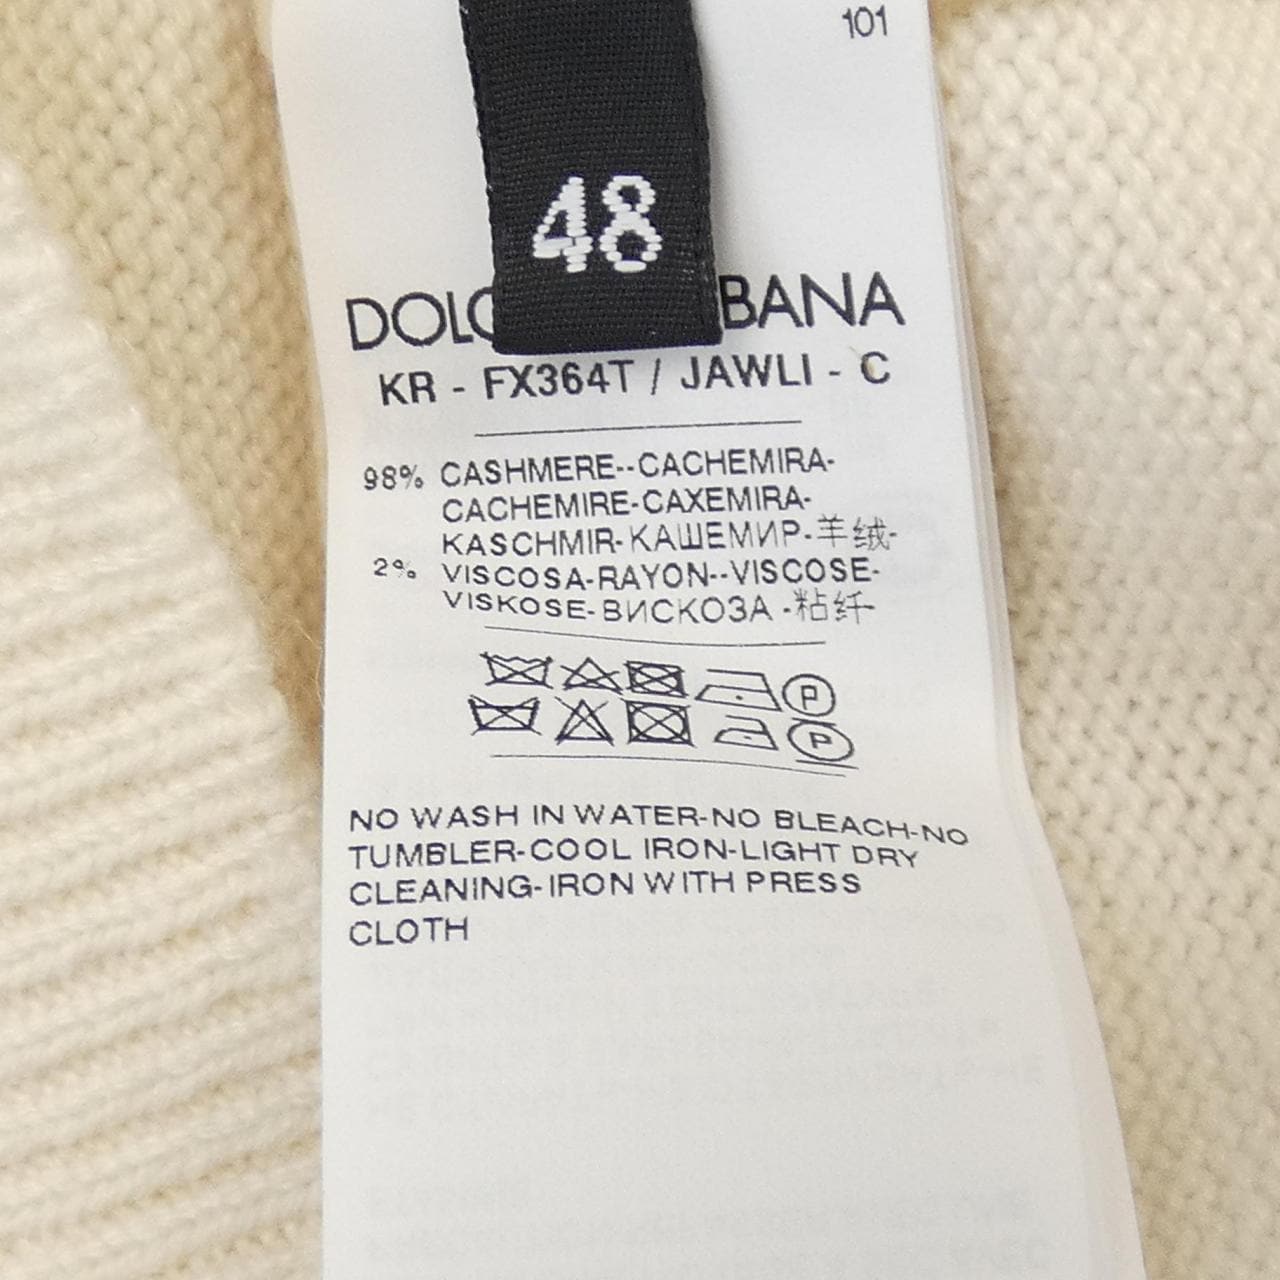 101
48
DOLC BANA
KR - FX364T / JAWLI - C
98% CASHMERE--CACHEMIRA-
CACHEMIRE-CAXEMIRA-
KASCHMIR-КАШЕМИР-羊绒-
2% VISCOSA-RAYON--VISCOSE-
VISKOSE-ВИСКОЗА -粘纤-
P
P
NO WASH IN WATER-NO BLEACH-NO
TUMBLER-COOL IRON-LIGHT DRY
CLEANING-IRON WITH PRESS
CLOTH